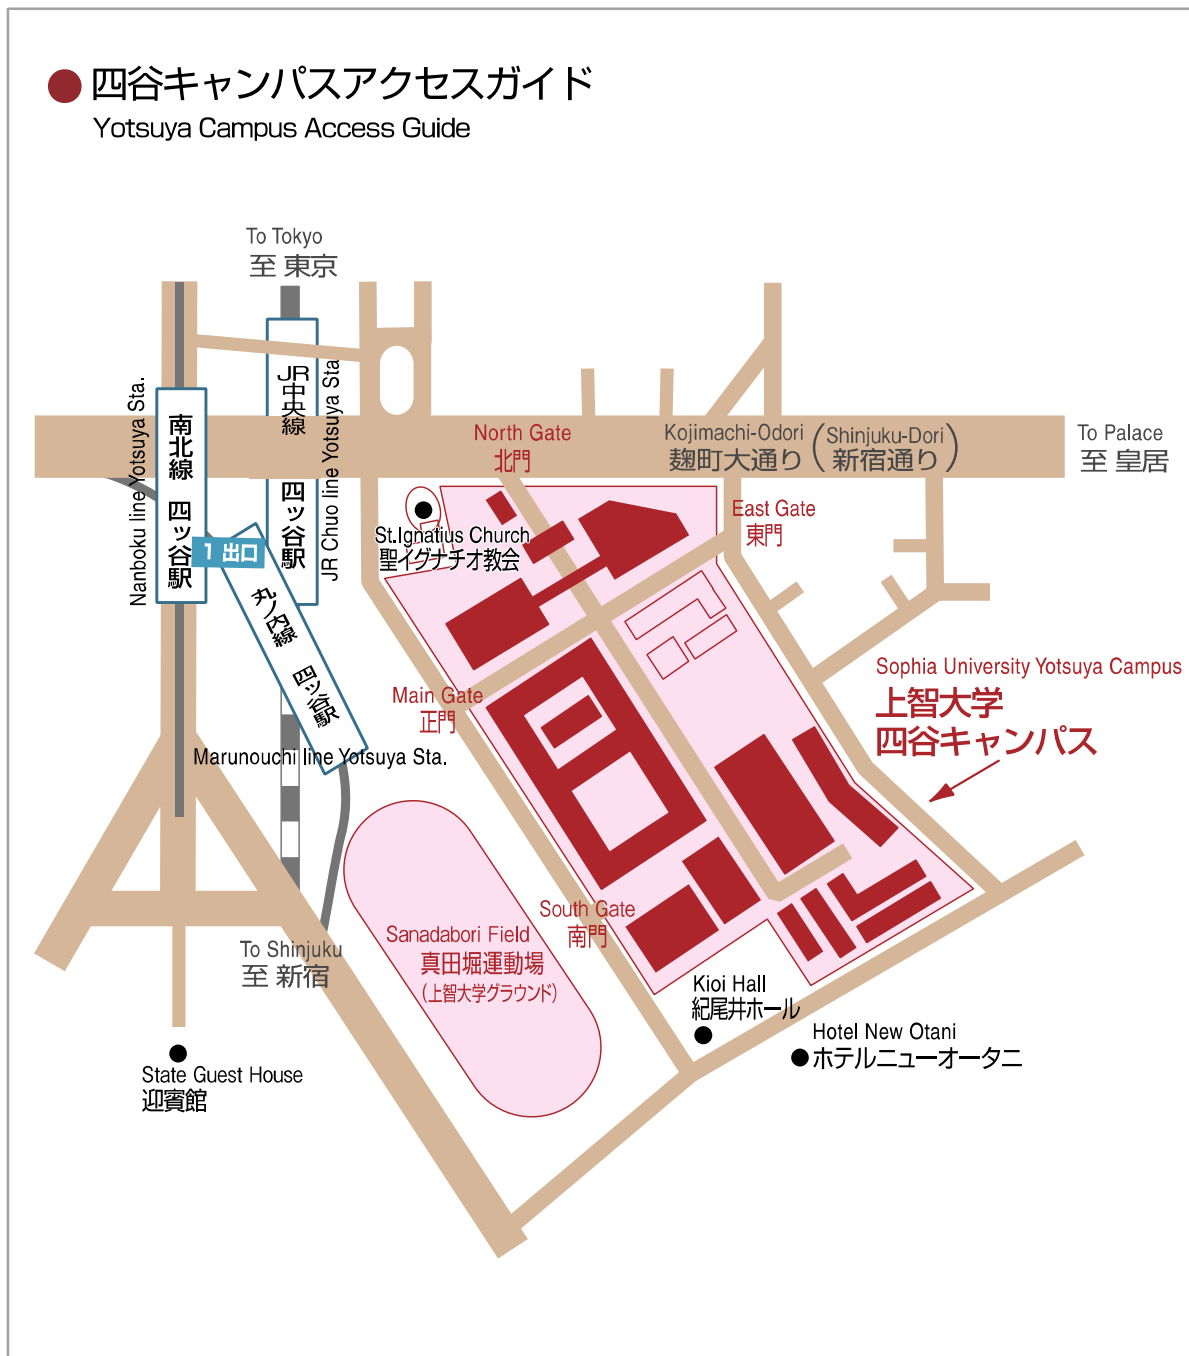 四谷キャンパスアクセスガイド
Yotsuya Campus Access Guide
To Tokyo
至 東京
Nanboku line Yotsuya Sta.
南北線 四ッ谷駅
JR中央線 四ッ谷駅
JR Chuo line Yotsuya Sta
North Gate
北門
Kojimachi-Odori
麹町大通り
(Shinjuku-Dori)
(新宿通り)
To Palace
至 皇居
East Gate
東門
St.Ignatius Church
聖イグナチオ教会
1 出口
丸ノ内線 四ッ谷駅
Marunouchi line Yotsuya Sta.
Main Gate
正門
Sophia University Yotsuya Campus
上智大学
四谷キャンパス
South Gate
南門
Sanadabori Field
真田堀運動場
(上智大学グラウンド)
To Shinjuku
至 新宿
Kioi Hall
紀尾井ホール
Hotel New Otani
ホテルニューオータニ
State Guest House
迎賓館